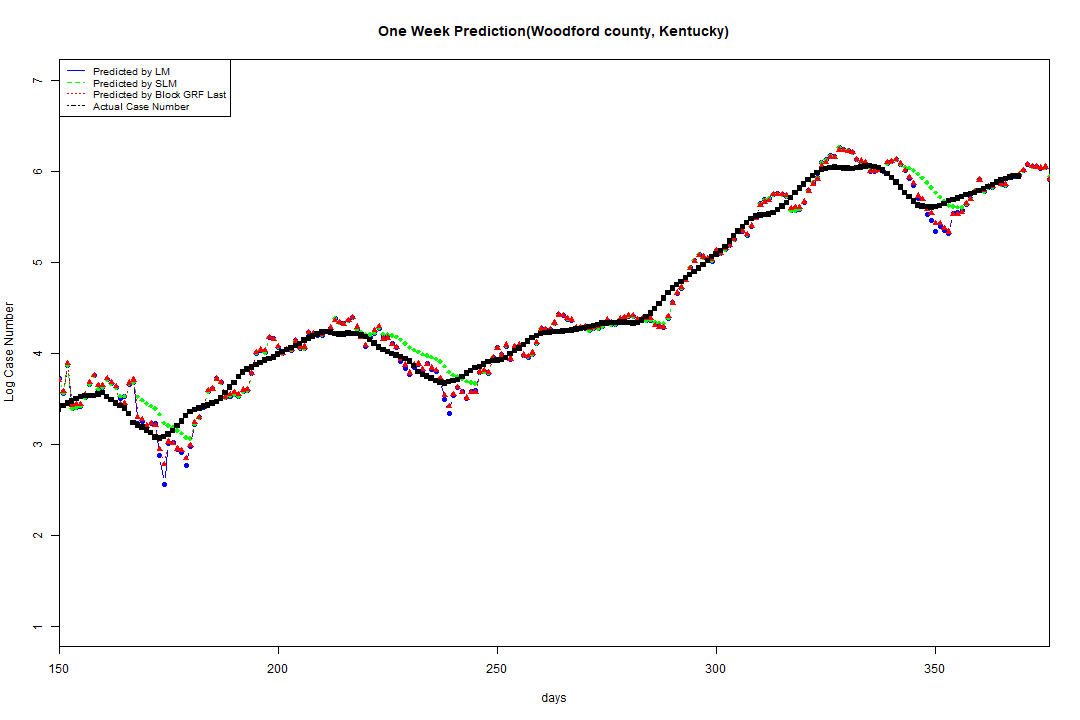 One Week Prediction(Woodford county, Kentucky)
Predicted by LM
Predicted by SLM
Predicted by Block GRF Last
Actual Case Number
7
6
5
4
3
2
1
Log Case Number
150 200 250 300 350
days